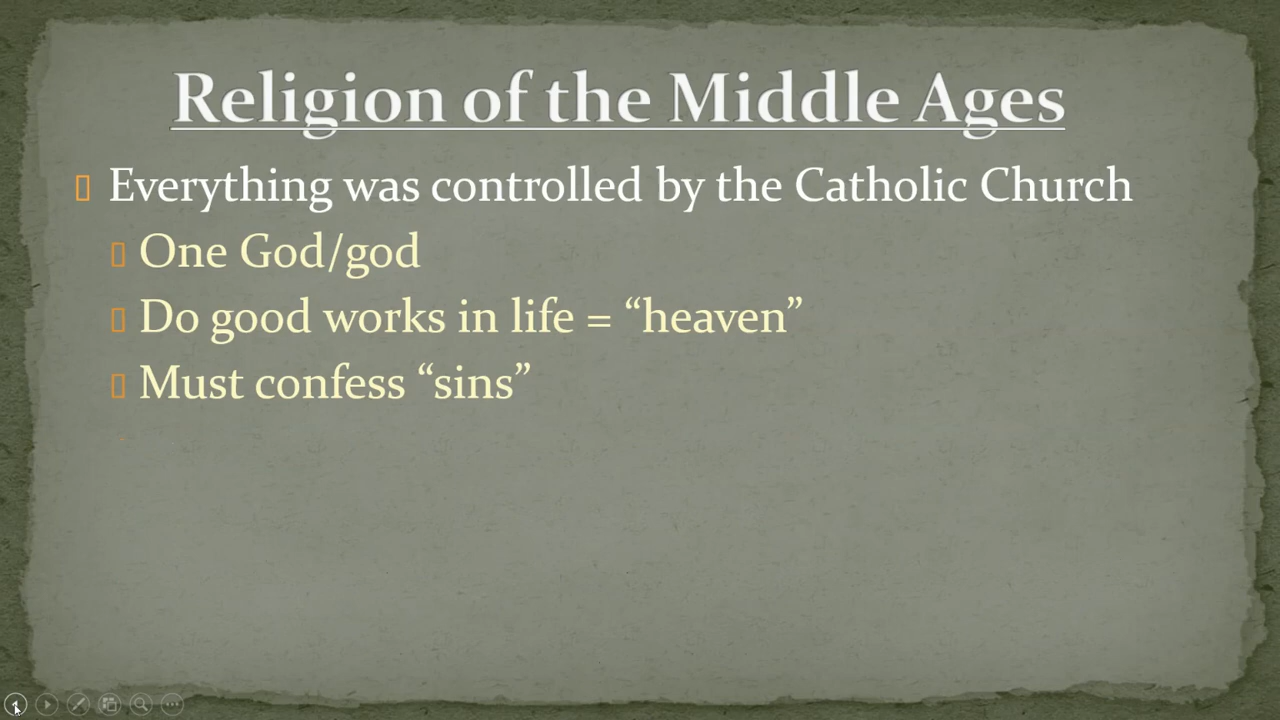 Religion of the Middle Ages
Everything was controlled by the Catholic Church
One God/god
Do good works in life = “heaven”
Must confess “sins”